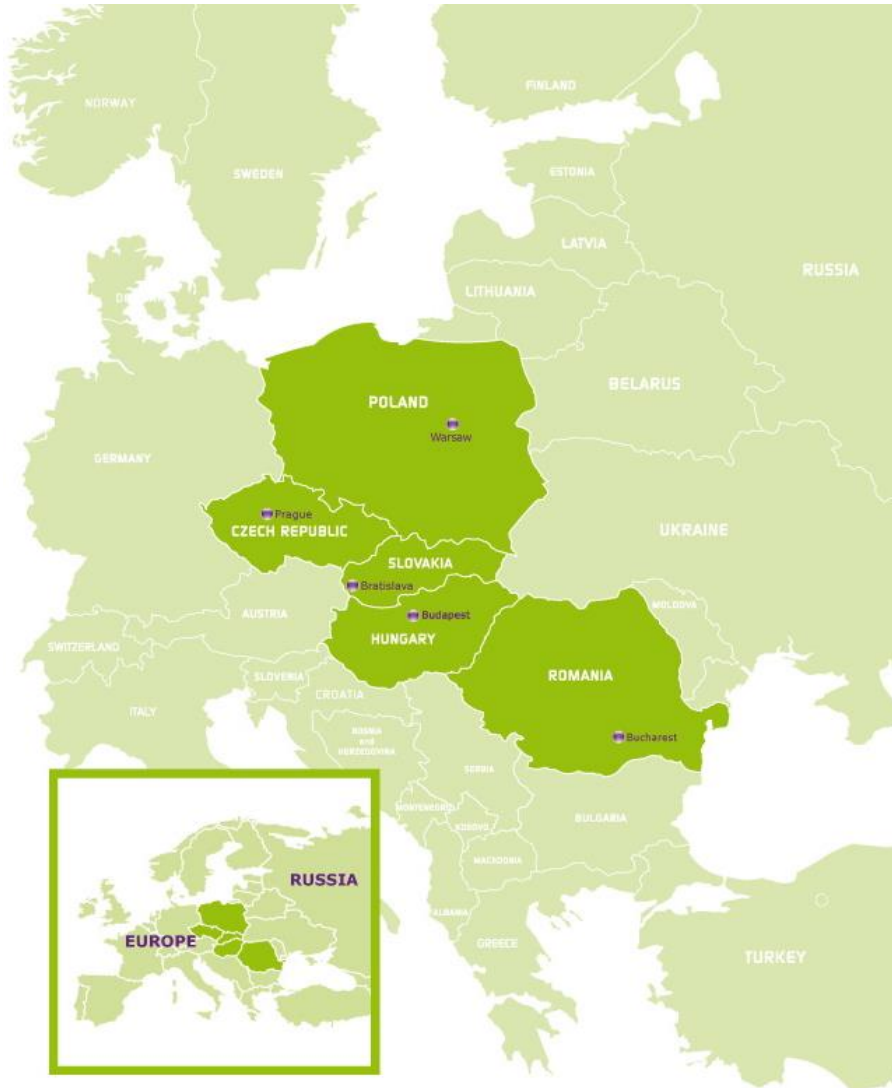 NORWAY
FINLAND
SWEDEN
ESTONIA
LATVIA
RUSSIA
LITHUANIA
BELARUS
POLAND
Warsaw
GERMANY
Prague
CZECH REPUBLIC
UKRAINE
SLOVAKIA
Bratislava
AUSTRIA
Budapest
MOLDOVA
HUNGARY
SWITZERLAND
SLOVENIA
ROMANIA
CROATIA
ITALY
BOSNIA
and
HERZEGOVINA
Bucharest
SERBIA
MONTENEGRO
KOSOVO
BULGARIA
MACEDONIA
ALBANIA
GREECE
TURKEY
RUSSIA
EUROPE